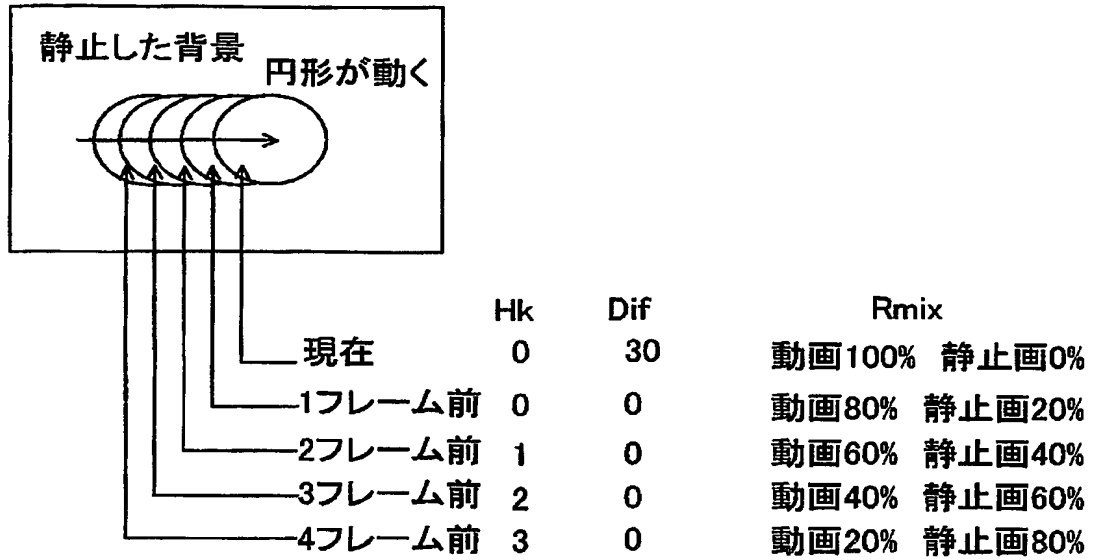 静止した背景
円形が動く
Hk Dif Rmix
現在 0 30 動画100% 静止画0%
1フレーム前 0 0 動画80% 静止画20%
2フレーム前 1 0 動画60% 静止画40%
3フレーム前 2 0 動画40% 静止画60%
4フレーム前 3 0 動画20% 静止画80%